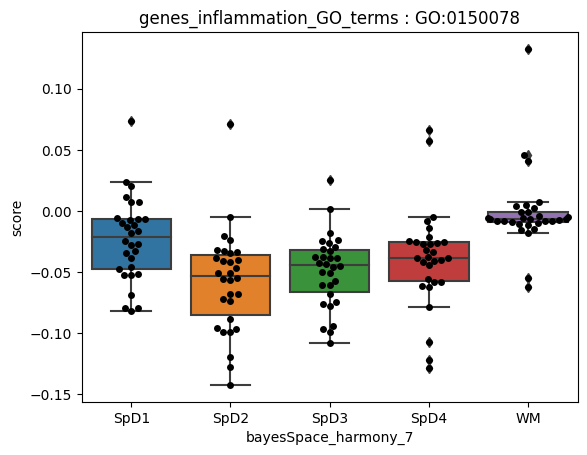 genes_inflammation_GO_terms : GO:0150078
0.10
0.05
0.00
−0.05
−0.10
−0.15
score
SpD1 SpD2 SpD3 SpD4 WM
bayesSpace_harmony_7